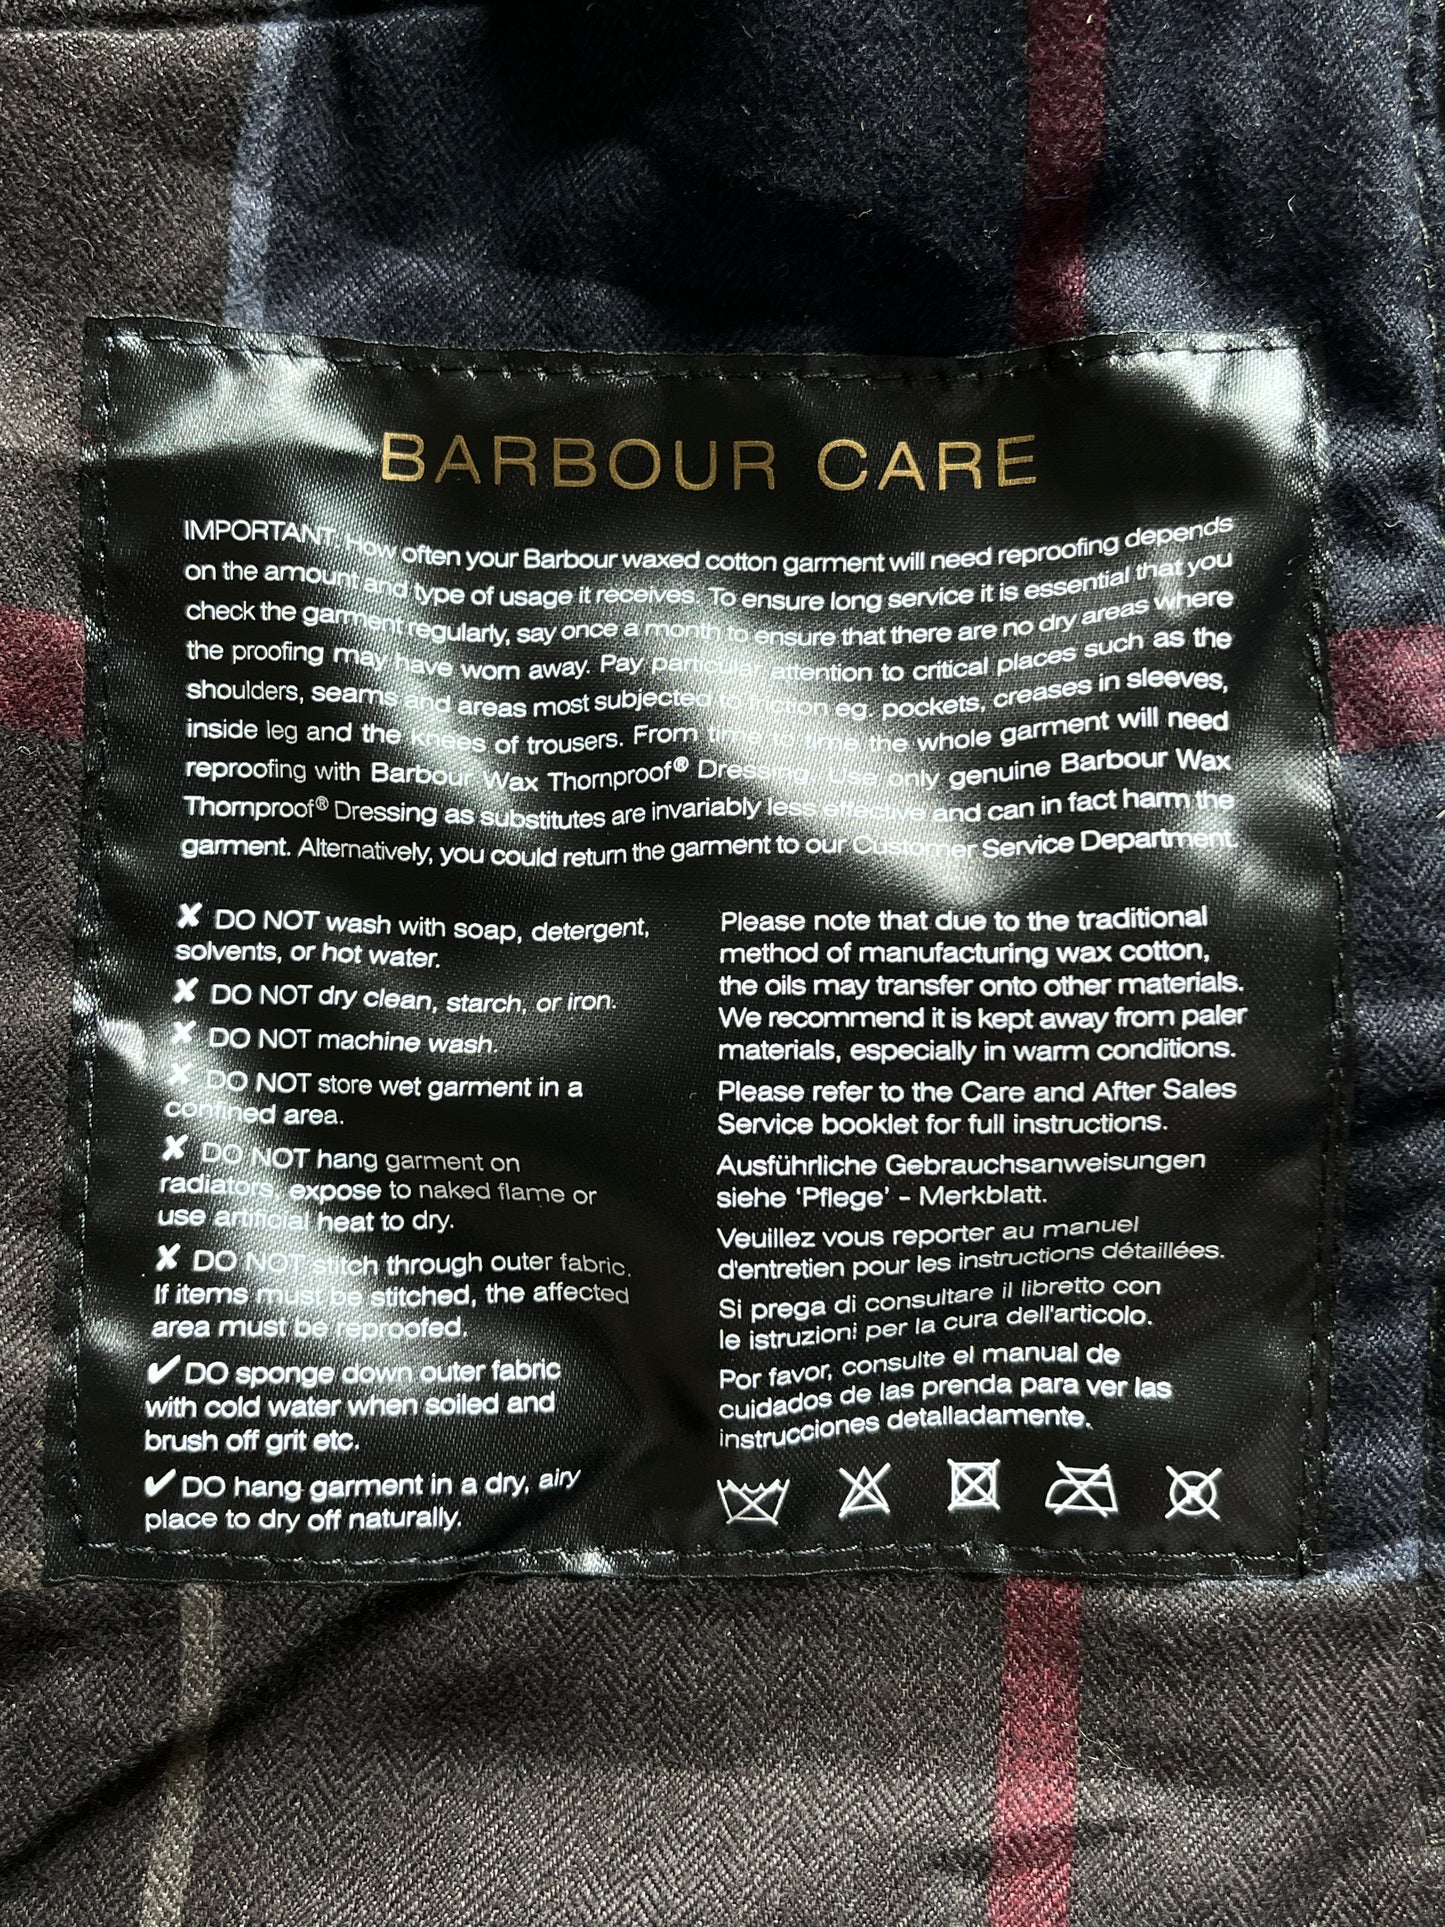 BARBOUR CARE
IMPORTANT How often your Barbour waxed cotton garment will need reproofing depends
on the amount and type of usage it receives. To ensure long service it is essential that you
check the garment regularly, say once a month to ensure that there are no dry areas where
the proofing may have worn away. Pay particular attention to critical places such as the
shoulders, seams and areas most subjected to friction eg. pockets, creases in sleeves,
inside leg and the knees of trousers. From time to time the whole garment will need
reproofing with Barbour Wax Thornproof® Dressing. Use only genuine Barbour Wax
Thornproof® Dressing as substitutes are invariably less effective and can in fact harm the
garment. Alternatively, you could return the garment to our Customer Service Department.
✘ DO NOT wash with soap, detergent,
solvents, or hot water.
✘ DO NOT dry clean, starch, or iron.
✘ DO NOT machine wash.
✘ DO NOT store wet garment in a
confined area.
✘ DO NOT hang garment on
radiators, expose to naked flame or
use artificial heat to dry.
✘ DO NOT stitch through outer fabric.
If items must be stitched, the affected
area must be reproofed.
✔ DO sponge down outer fabric
with cold water when soiled and
brush off grit etc.
✔ DO hang garment in a dry, airy
place to dry off naturally.
Please note that due to the traditional
method of manufacturing wax cotton,
the oils may transfer onto other materials.
We recommend it is kept away from paler
materials, especially in warm conditions.
Please refer to the Care and After Sales
Service booklet for full instructions.
Ausführliche Gebrauchsanweisungen
siehe 'Pflege' - Merkblatt.
Veuillez vous reporter au manuel
d'entretien pour les instructions détaillées.
Si prega di consultare il libretto con
le istruzioni per la cura dell'articolo.
Por favor, consulte el manual de
cuidados de las prenda para ver las
instrucciones detalladamente.